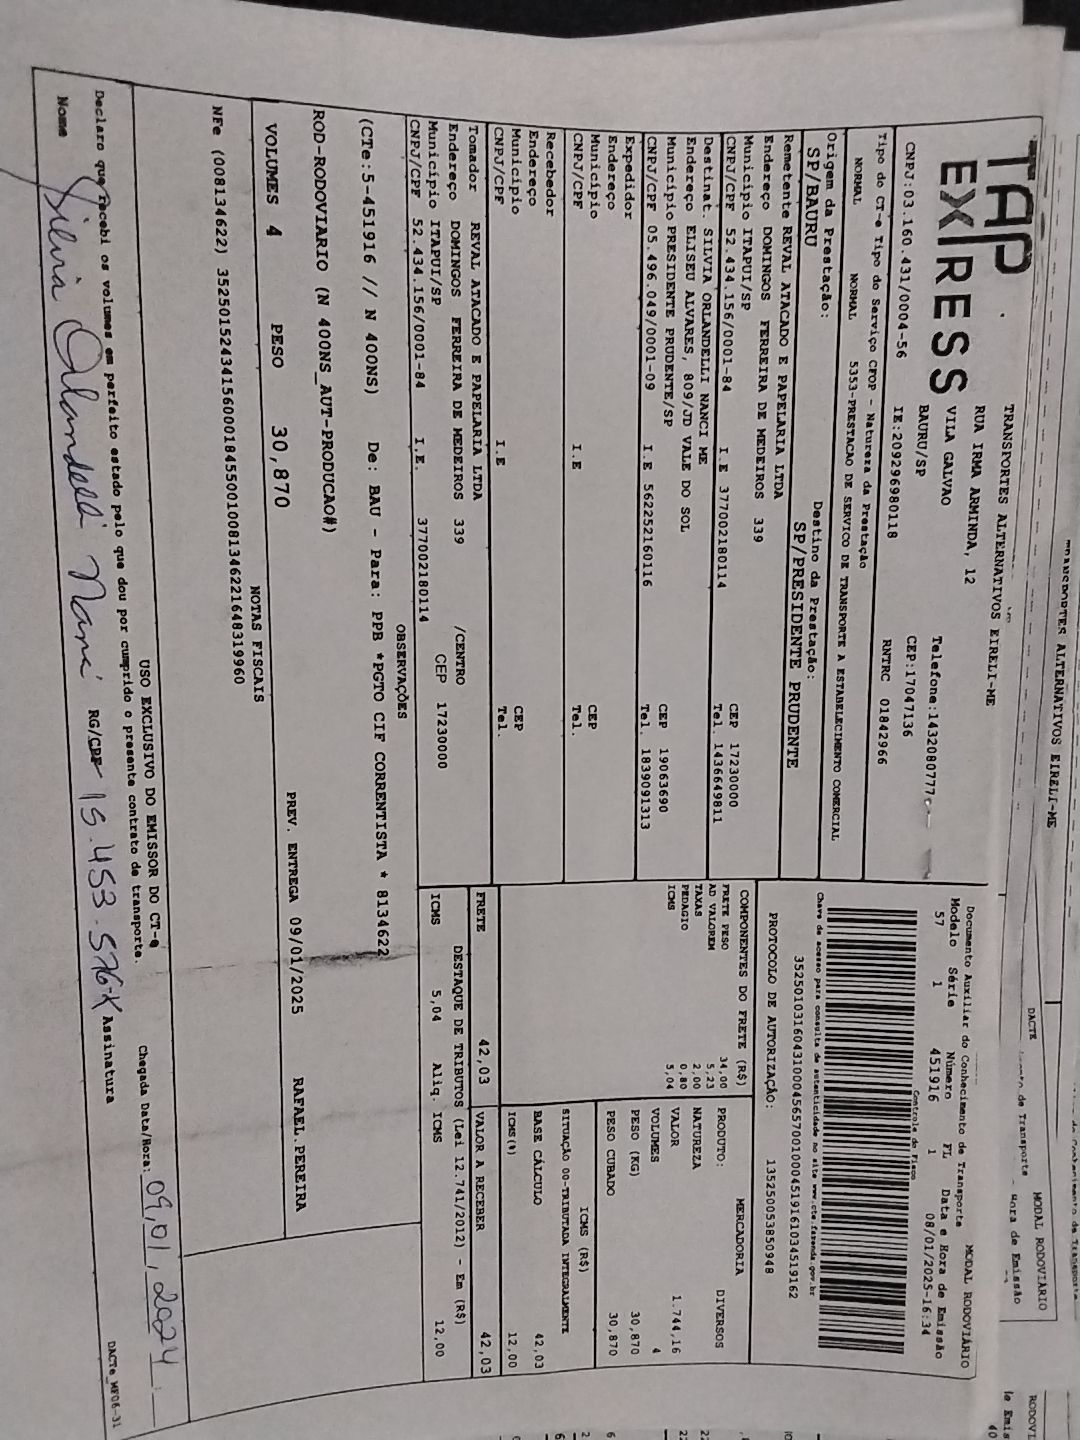 TAP EXPRESS
TRANSPORTES ALTERNATIVOS EIRELI-ME
RUA IRMA ARMINDA, 12
VILA GALVAO
BAURU/SP
Telefone:1432080777
CEP:17047136
CNPJ:03.160.431/0004-56 IE:209296980118 RNTRC 01842966
Documento Auxiliar do Conhecimento de Transporte MODAL RODOVIÁRIO
Modelo Série Número FL Data e Hora de Emissão
57 1 451916 1 08/01/2025-16:34
Controle do Fisco
Chave de acesso para consulta de autenticidade no site www.cte.fazenda.gov.br
35250103160431000456570010004519161034519162
PROTOCOLO DE AUTORIZAÇÃO: 135250053850948
Tipo do CT-e Tipo do Serviço CFOP - Natureza da Prestação
NORMAL NORMAL 5353-PRESTACAO DE SERVICO DE TRANSPORTE A ESTABELECIMENTO COMERCIAL
Origem da Prestação: Destino da Prestação:
SP/BAURU SP/PRESIDENTE PRUDENTE
Remetente REVAL ATACADO E PAPELARIA LTDA
Endereço DOMINGOS FERREIRA DE MEDEIROS 339
Município ITAPUI/SP CEP 17230000
CNPJ/CPF 52.434.156/0001-84 I.E 377002180114 Tel. 1436649811
Destinat. SILVIA ORLANDELLI NANCI ME
Endereço ELISEU ALVARES, 809/JD VALE DO SOL
Município PRESIDENTE PRUDENTE/SP CEP 19063690
CNPJ/CPF 05.496.049/0001-09 I.E 562252160116 Tel. 1839091313
Expedidor
Endereço
Município CEP
CNPJ/CPF I.E Tel.
Recebedor
Endereço
Município CEP
CNPJ/CPF I.E Tel.
Tomador REVAL ATACADO E PAPELARIA LTDA
Endereço DOMINGOS FERREIRA DE MEDEIROS 339 /CENTRO
Município ITAPUI/SP CEP 17230000
CNPJ/CPF 52.434.156/0001-84 I.E. 377002180114
COMPONENTES DO FRETE (R$)
FRETE PESO 34,00
AD VALOREM 5,23
TAXAS 2,00
PEDAGIO 0,80
ICMS 5,04
MERCADORIA
PRODUTO: DIVERSOS
NATUREZA
VALOR 1.744,16
VOLUMES 4
PESO (KG) 30,870
PESO CUBADO 30,870
ICMS (R$)
SITUAÇÃO 00-TRIBUTADA INTEGRALMENTE
BASE CÁLCULO 42,03
ICMS(%) 12,00
FRETE 42,03 VALOR A RECEBER 42,03
DESTAQUE DE TRIBUTOS (Lei 12.741/2012) - Em (R$)
ICMS 5,04 Aliq. ICMS 12,00
OBSERVAÇÕES
(CTe:5-451916 // N 400NS) De: BAU - Para: PPB *PGTO CIF CORRENTISTA * 8134622
ROD-RODOVIARIO (N 400NS_AUT-PRODUCAO#)
VOLUMES 4 PESO 30,870 PREV. ENTREGA 09/01/2025 RAFAEL.PEREIRA
NOTAS FISCAIS
NFe (008134622) 35250152434156000184550010081346221648319960
USO EXCLUSIVO DO EMISSOR DO CT-e
Declaro que recebi os volumes em perfeito estado pelo que dou por cumprido o presente contrato de transporte. Chegada Data/Hora: 09/01/2024
Nome Silvia Orlandelli Nanci RG/CPF 15.453.576-X Assinatura
DACTe_MF06-31
TRANSPORTES ALTERNATIVOS EIRELI-ME
DACTE
MODAL RODOVIÁRIO